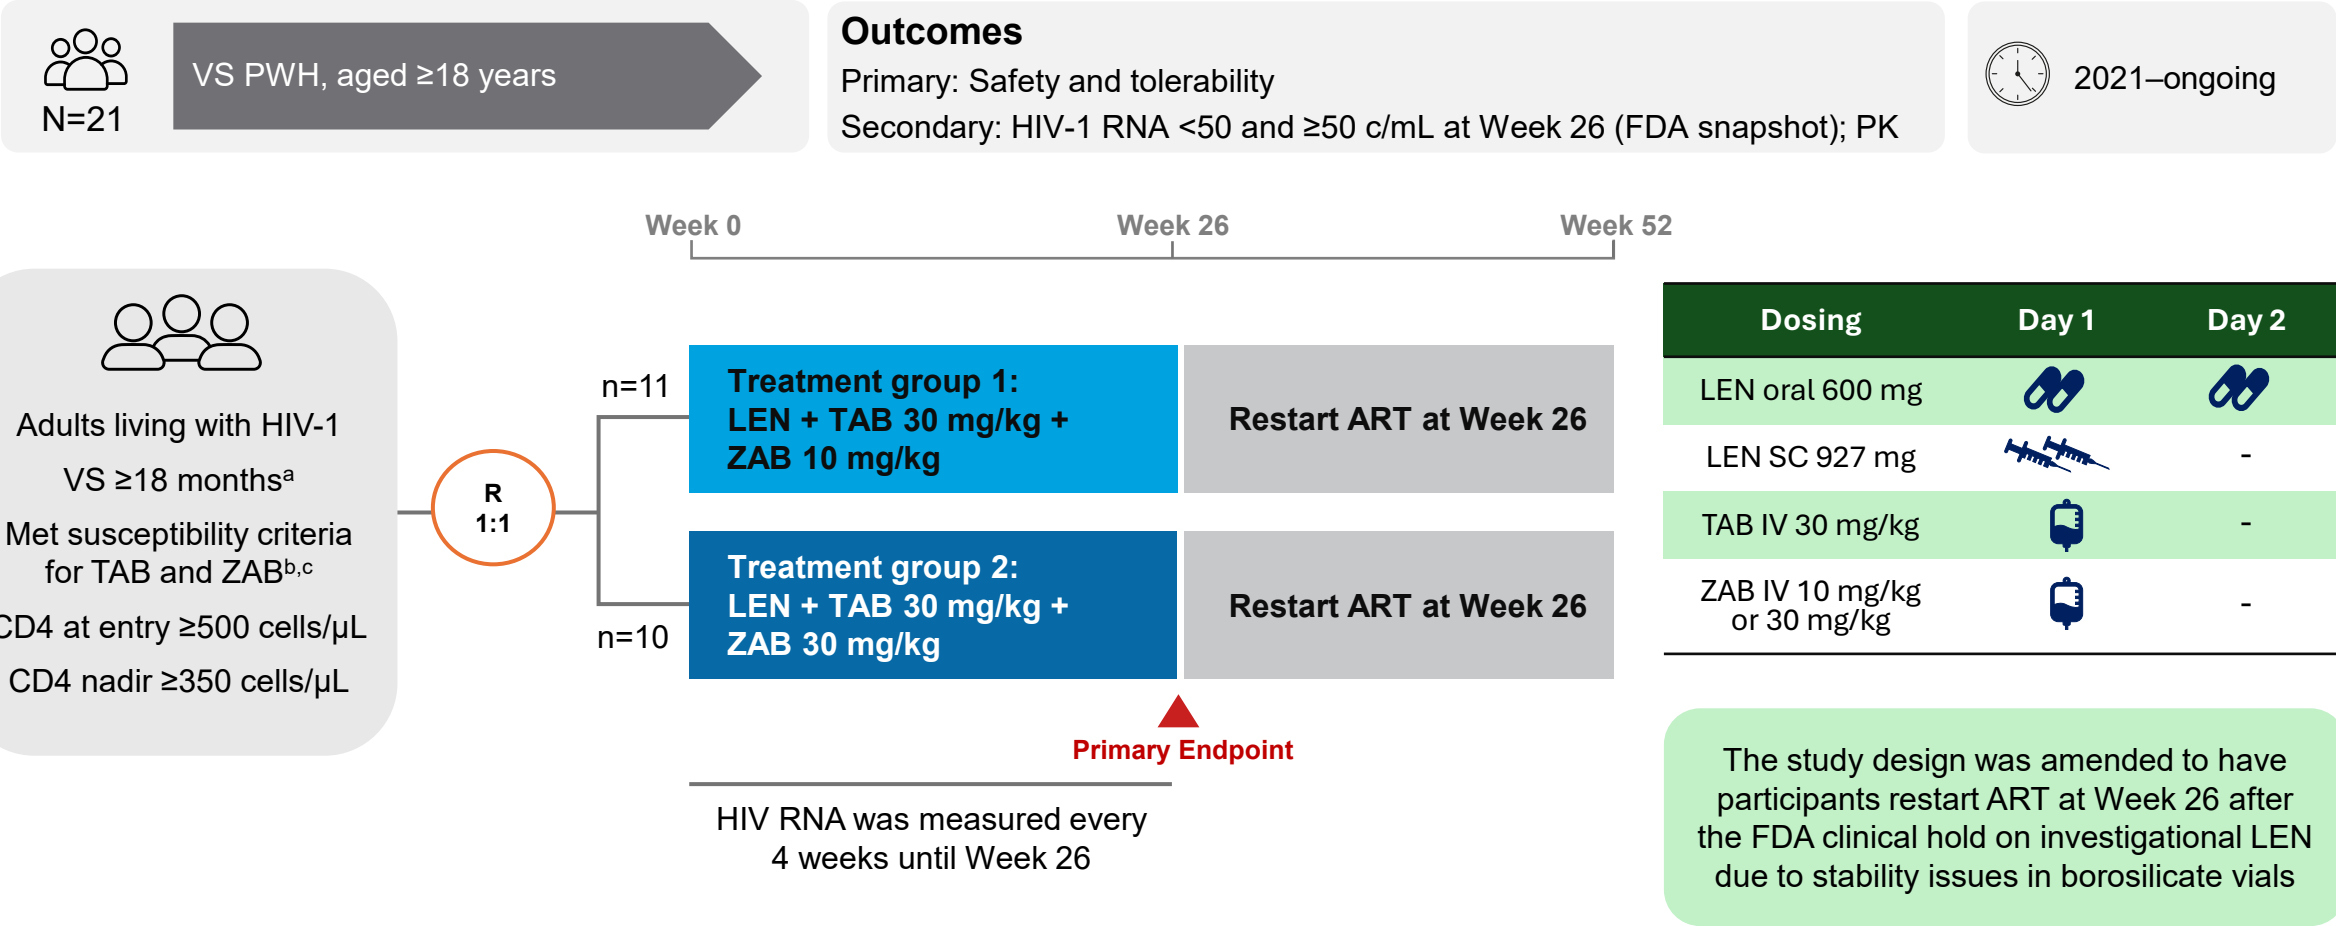 VS PWH, aged ≥18 years
N=21
Outcomes
Primary: Safety and tolerability
Secondary: HIV-1 RNA <50 and ≥50 c/mL at Week 26 (FDA snapshot); PK
2021–ongoing
Week 0
Week 26
Week 52
Adults living with HIV-1
VS ≥18 monthsᵃ
Met susceptibility criteria
for TAB and ZABᵇ,ᶜ
CD4 at entry ≥500 cells/µL
CD4 nadir ≥350 cells/µL
R
1:1
n=11
Treatment group 1:
LEN + TAB 30 mg/kg +
ZAB 10 mg/kg
Restart ART at Week 26
n=10
Treatment group 2:
LEN + TAB 30 mg/kg +
ZAB 30 mg/kg
Restart ART at Week 26
Primary Endpoint
HIV RNA was measured every
4 weeks until Week 26
Dosing Day 1 Day 2
LEN oral 600 mg
LEN SC 927 mg -
TAB IV 30 mg/kg -
ZAB IV 10 mg/kg
or 30 mg/kg -
The study design was amended to have
participants restart ART at Week 26 after
the FDA clinical hold on investigational LEN
due to stability issues in borosilicate vials